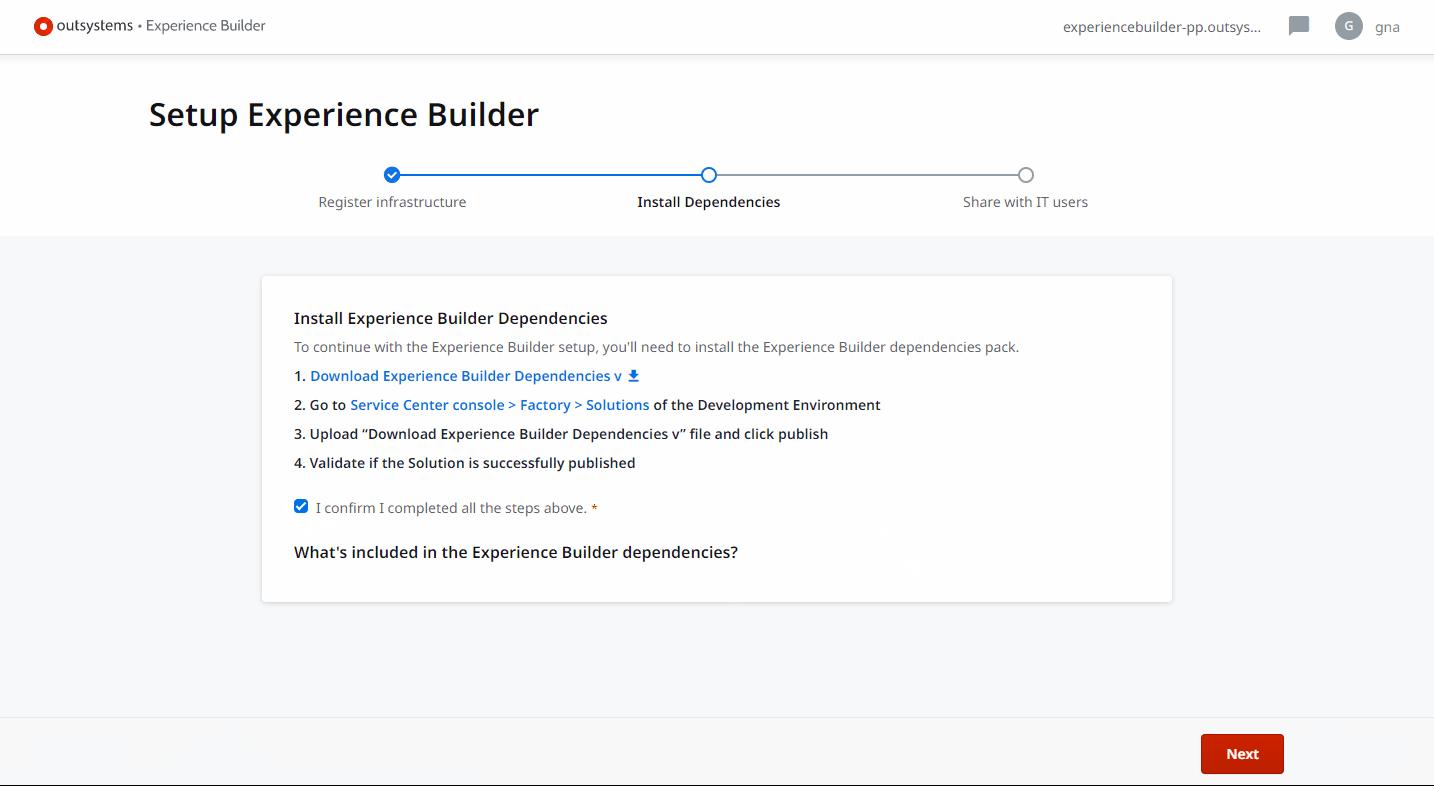 outsystems • Experience Builder
experiencebuilder-pp.outsys...
G
gna
Setup Experience Builder
Register infrastructure
Install Dependencies
Share with IT users
Install Experience Builder Dependencies
To continue with the Experience Builder setup, you'll need to install the Experience Builder dependencies pack.
1. Download Experience Builder Dependencies v
2. Go to Service Center console > Factory > Solutions of the Development Environment
3. Upload “Download Experience Builder Dependencies v” file and click publish
4. Validate if the Solution is successfully published
I confirm I completed all the steps above. *
What's included in the Experience Builder dependencies?
Next